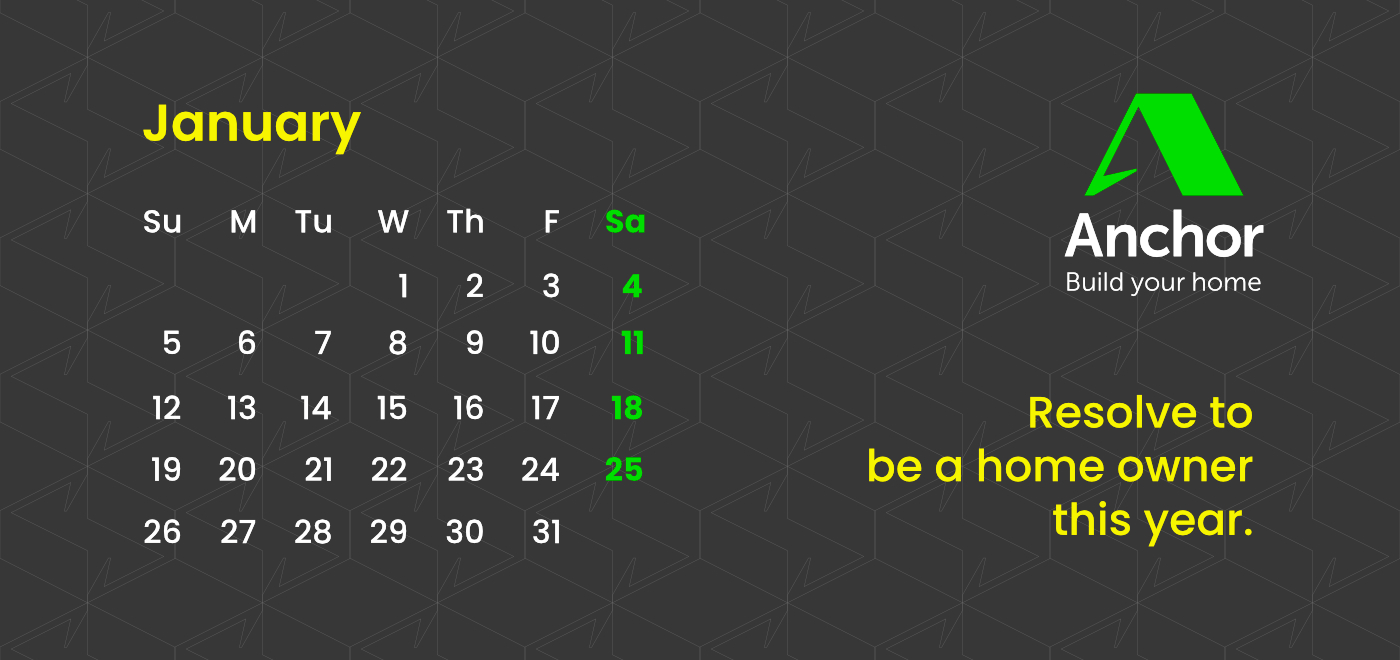 January
Su M Tu W Th F Sa
1 2 3 4
5 6 7 8 9 10 11
12 13 14 15 16 17 18
19 20 21 22 23 24 25
26 27 28 29 30 31
Anchor
Build your home
Resolve to
be a home owner
this year.